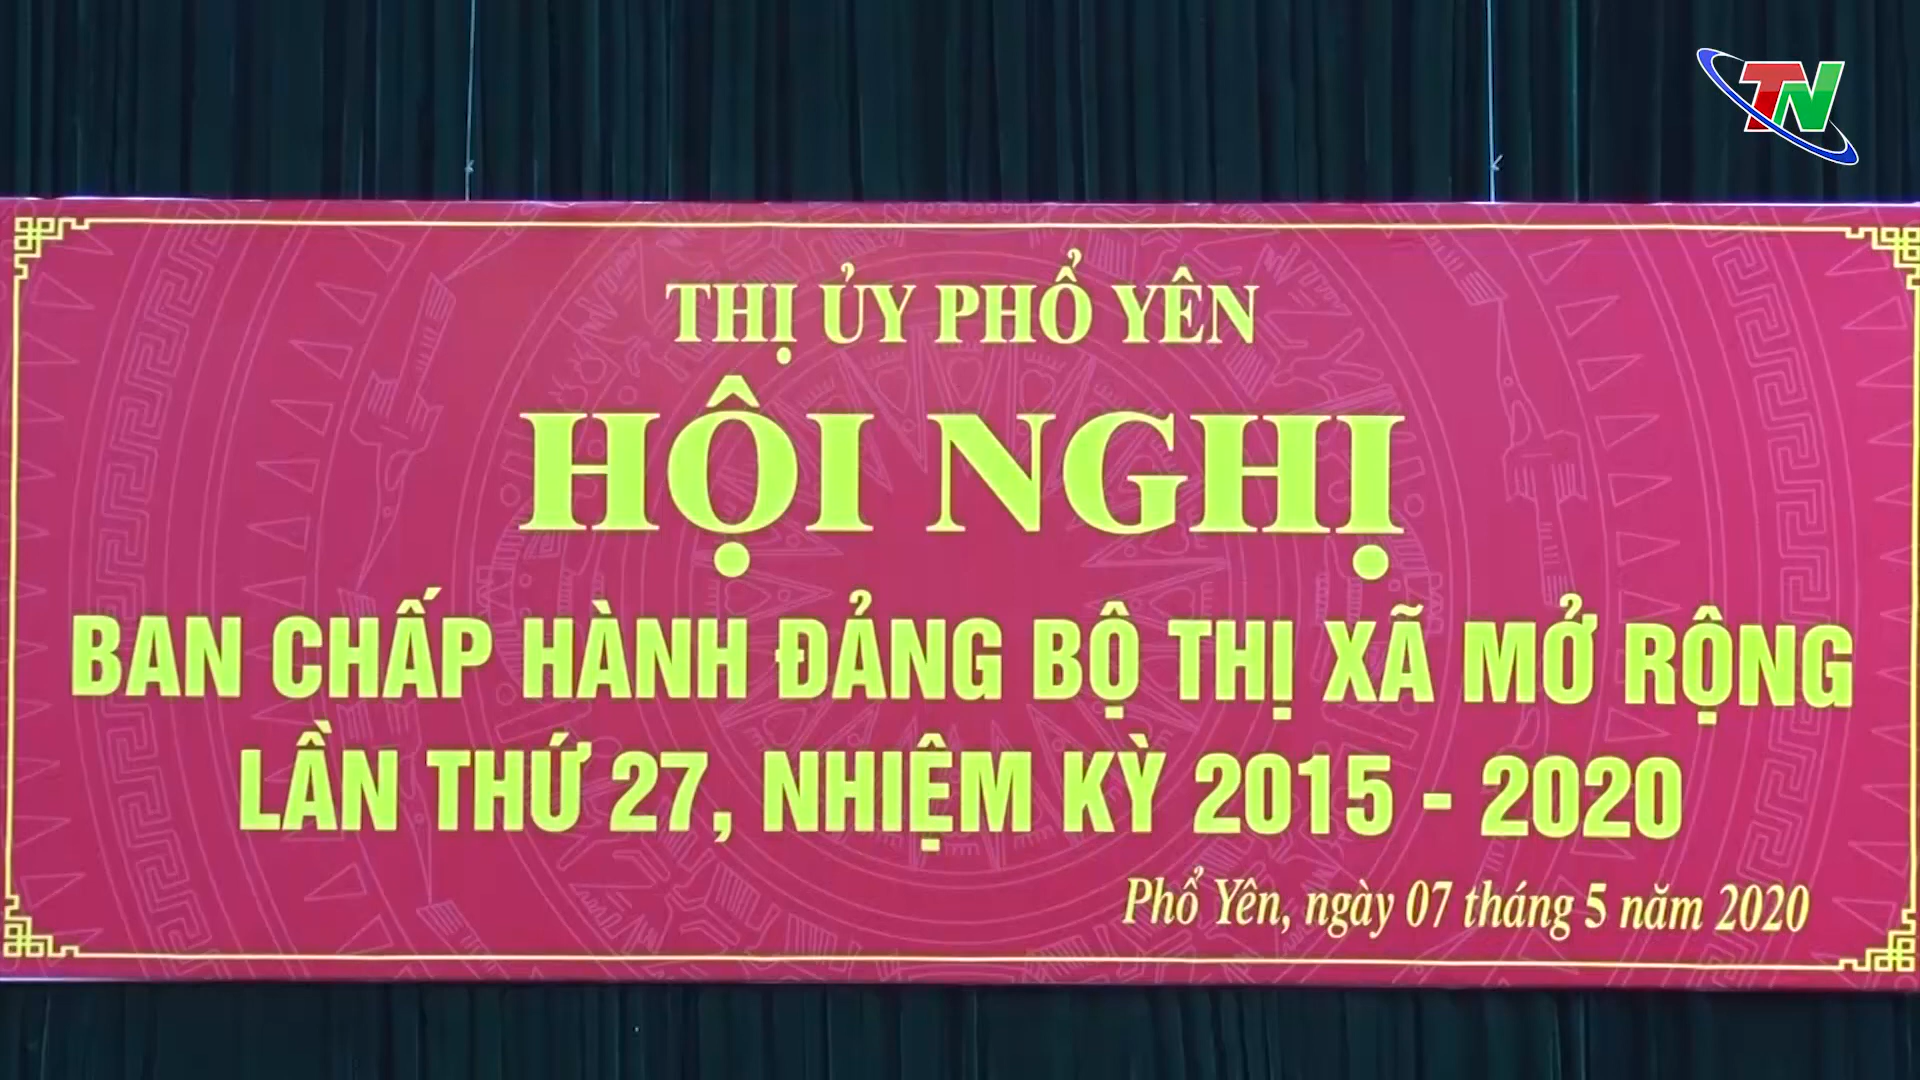 TN
THỊ ỦY PHỔ YÊN
HỘI NGHỊ
BAN CHẤP HÀNH ĐẢNG BỘ THỊ XÃ MỞ RỘNG
LẦN THỨ 27, NHIỆM KỲ 2015 - 2020
Phổ Yên, ngày 07 tháng 5 năm 2020